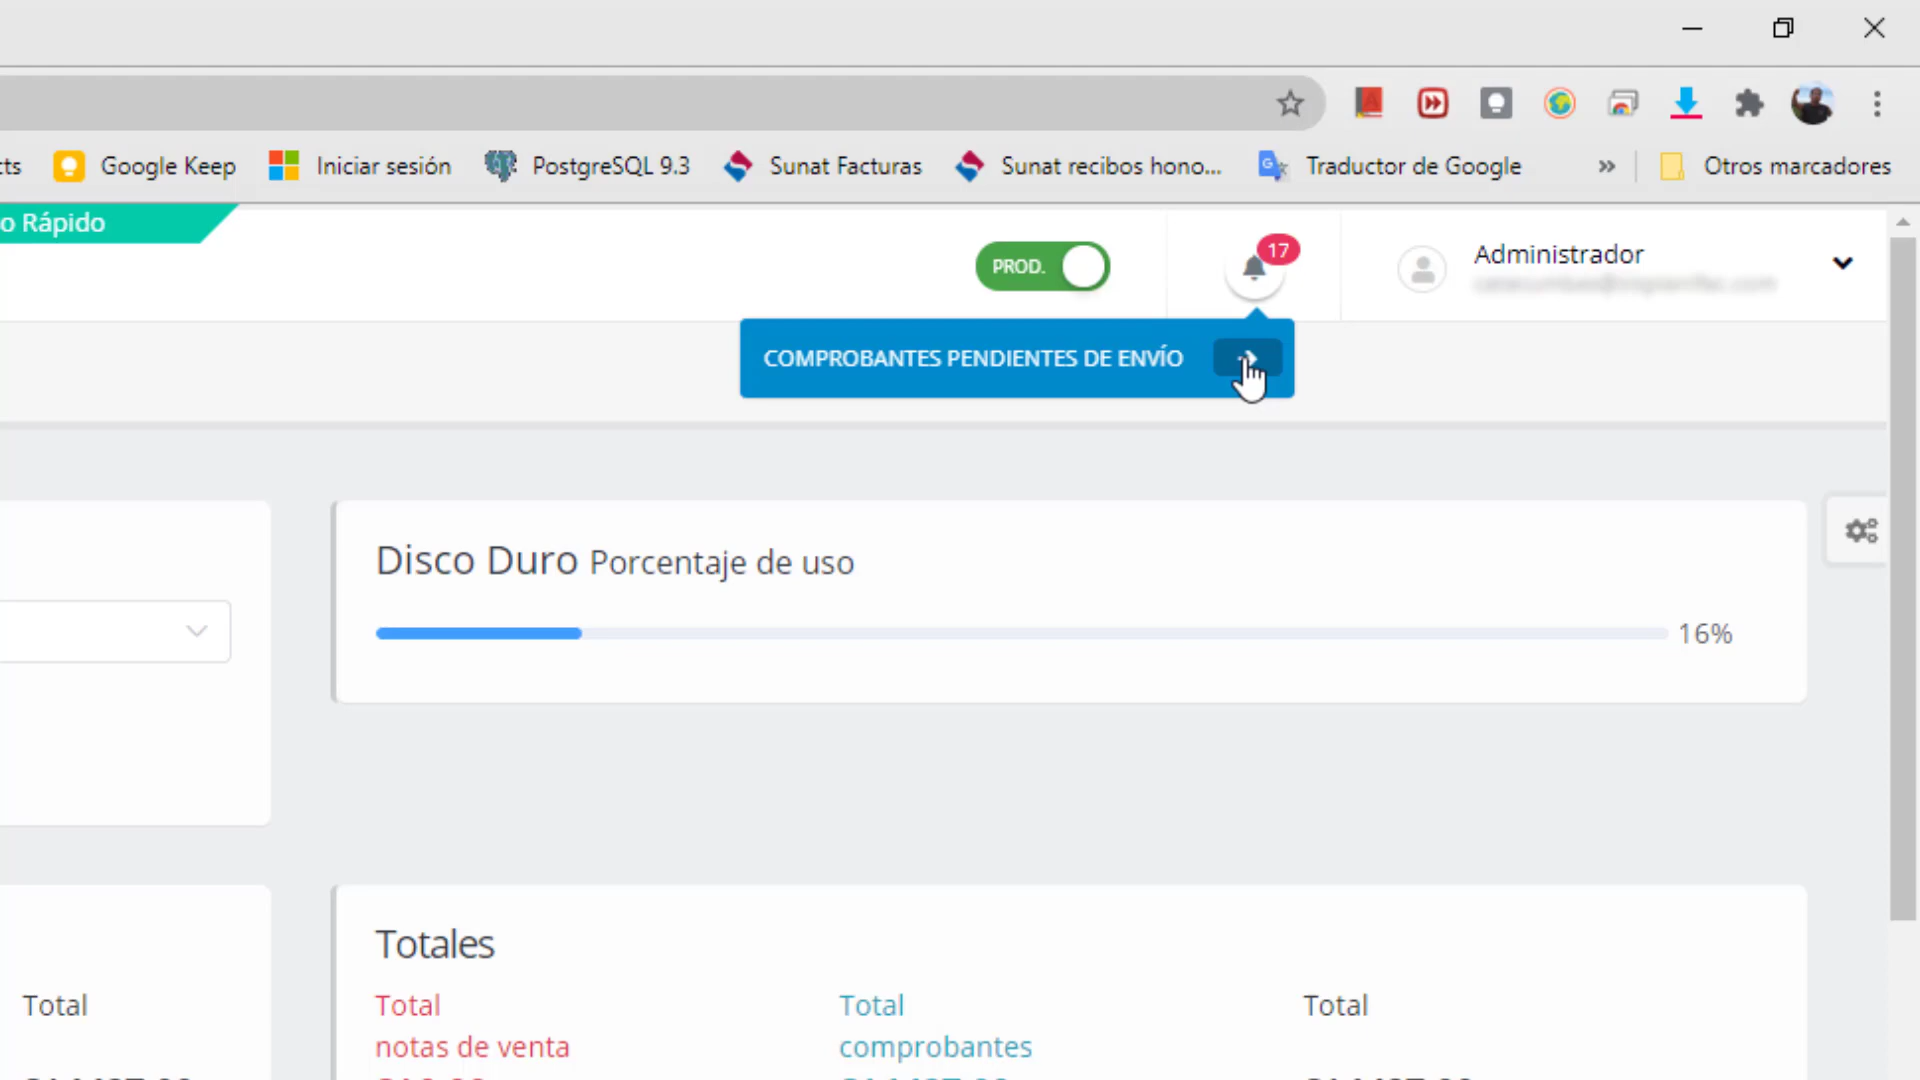 cts Google Keep Iniciar sesión PostgreSQL 9.3 Sunat Facturas Sunat recibos hono... Traductor de Google » Otros marcadores
o Rápido
PROD. 17 Administrador
COMPROBANTES PENDIENTES DE ENVÍO
Disco Duro Porcentaje de uso
16%
Totales
Total Total Total Total
notas de venta comprobantes